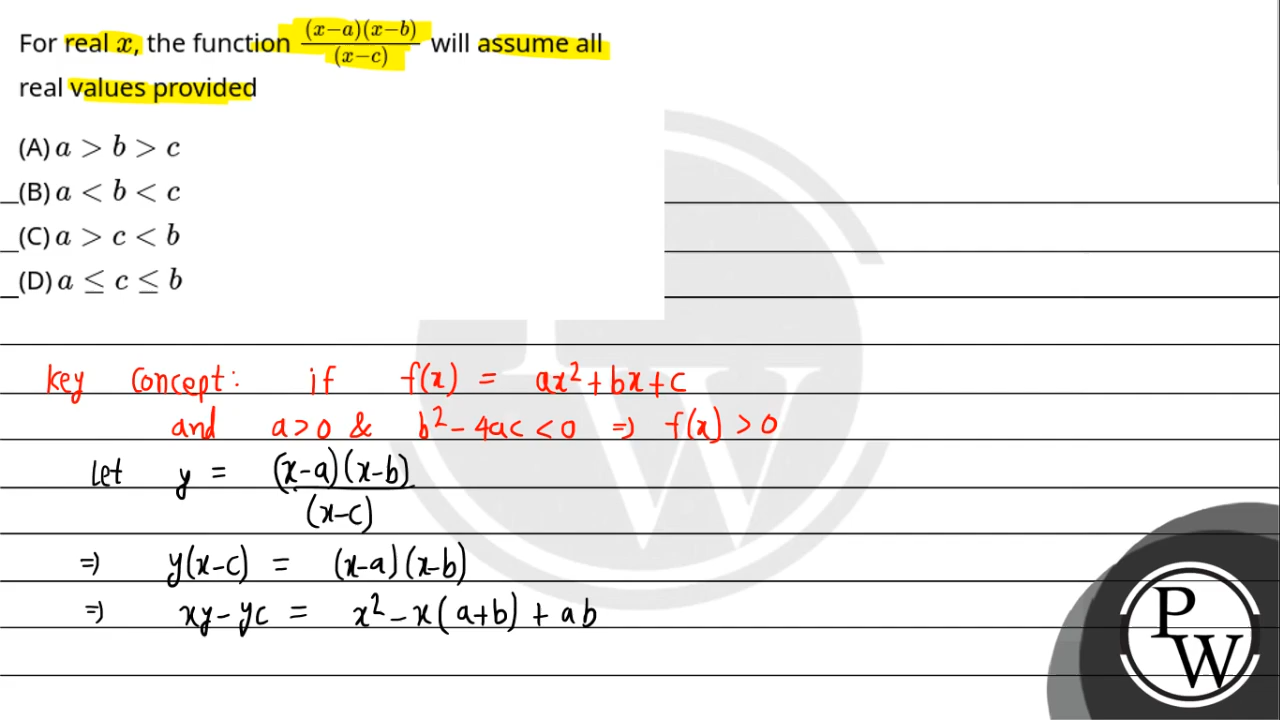 For real x, the function (x−a)(x−b)/(x−c) will assume all
real values provided
(A) a > b > c
(B) a < b < c
(C) a > c < b
(D) a ≤ c ≤ b
key concept: if f(x) = ax²+bx+c
and a>0 & b²-4ac<0 ⇒ f(x) > 0
Let y = (x-a)(x-b)/(x-c)
⇒ y(x-c) = (x-a)(x-b)
⇒ xy-yc = x²-x(a+b)+ab
PW